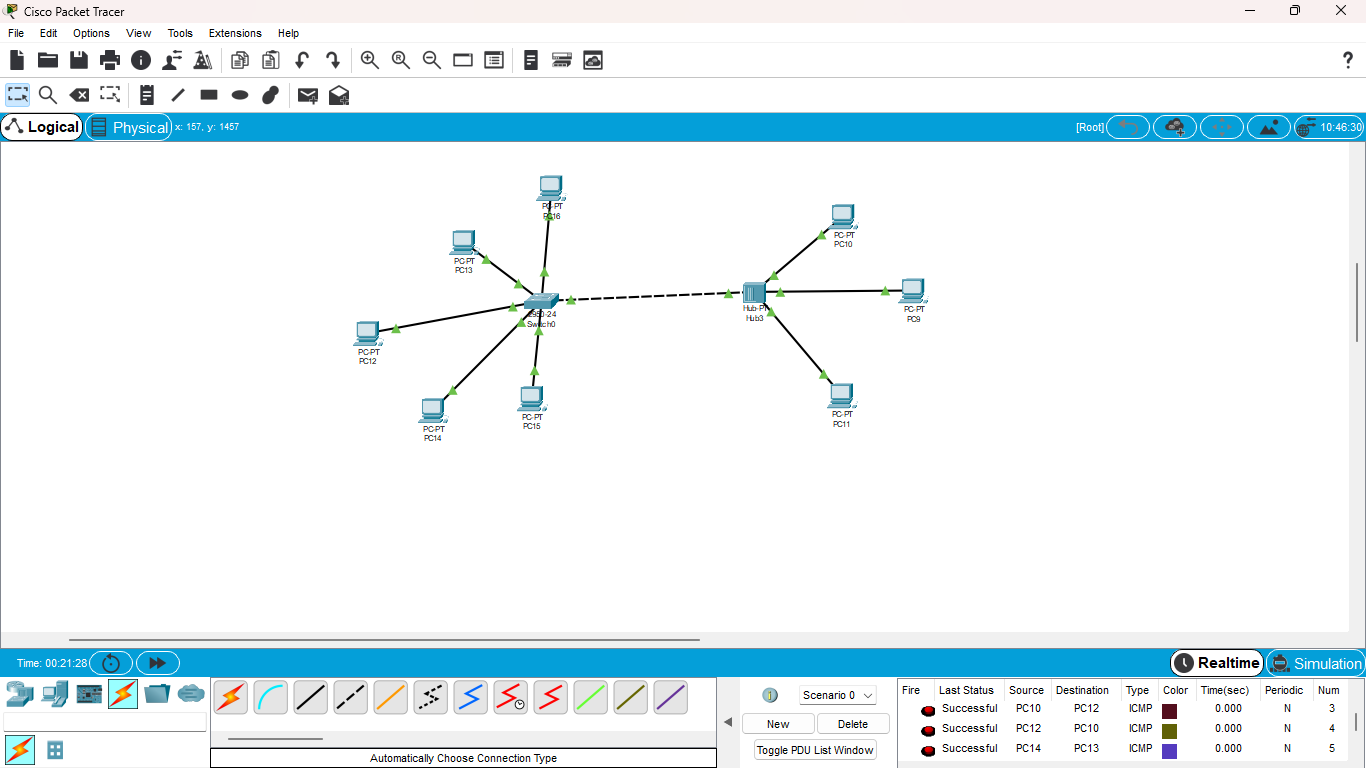 Cisco Packet Tracer
File Edit Options View Tools Extensions Help
Logical Physical x: 157, y: 1457 [Root] 10:46:30
PC-PT
PC16
PC-PT
PC10
PC-PT
PC13
2950-24
Switch0
Hub-PT
Hub3
PC-PT
PC9
PC-PT
PC12
PC-PT
PC14
PC-PT
PC15
PC-PT
PC11
Time: 00:21:28 Realtime Simulation
Scenario 0
New Delete
Toggle PDU List Window
Fire Last Status Source Destination Type Color Time(sec) Periodic Num
Successful PC10 PC12 ICMP 0.000 N 3
Successful PC12 PC10 ICMP 0.000 N 4
Successful PC14 PC13 ICMP 0.000 N 5
Automatically Choose Connection Type